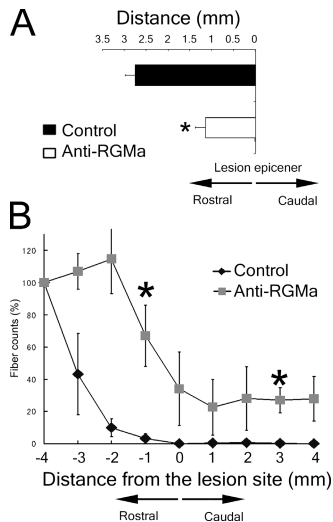 A
Distance (mm)
3.5 3 2.5 2 1.5 1 0.5 0
*
Control
Anti-RGMa
Lesion epicener
Rostral Caudal
B
Fiber counts (%)
120
100
80
60
40
20
0
* *
Control
Anti-RGMa
-4 -3 -2 -1 0 1 2 3 4
Distance from the lesion site (mm)
Rostral Caudal